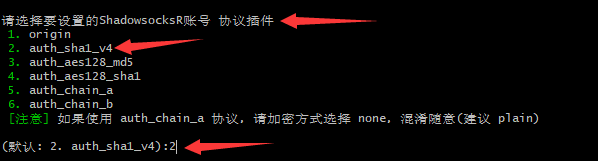 请选择要设置的ShadowsocksR账号 协议插件
1. origin
2. auth_sha1_v4
3. auth_aes128_md5
4. auth_aes128_sha1
5. auth_chain_a
6. auth_chain_b
[注意] 如果使用 auth_chain_a 协议, 请加密方式选择 none, 混淆随意(建议 plain)
(默认: 2. auth_sha1_v4):2